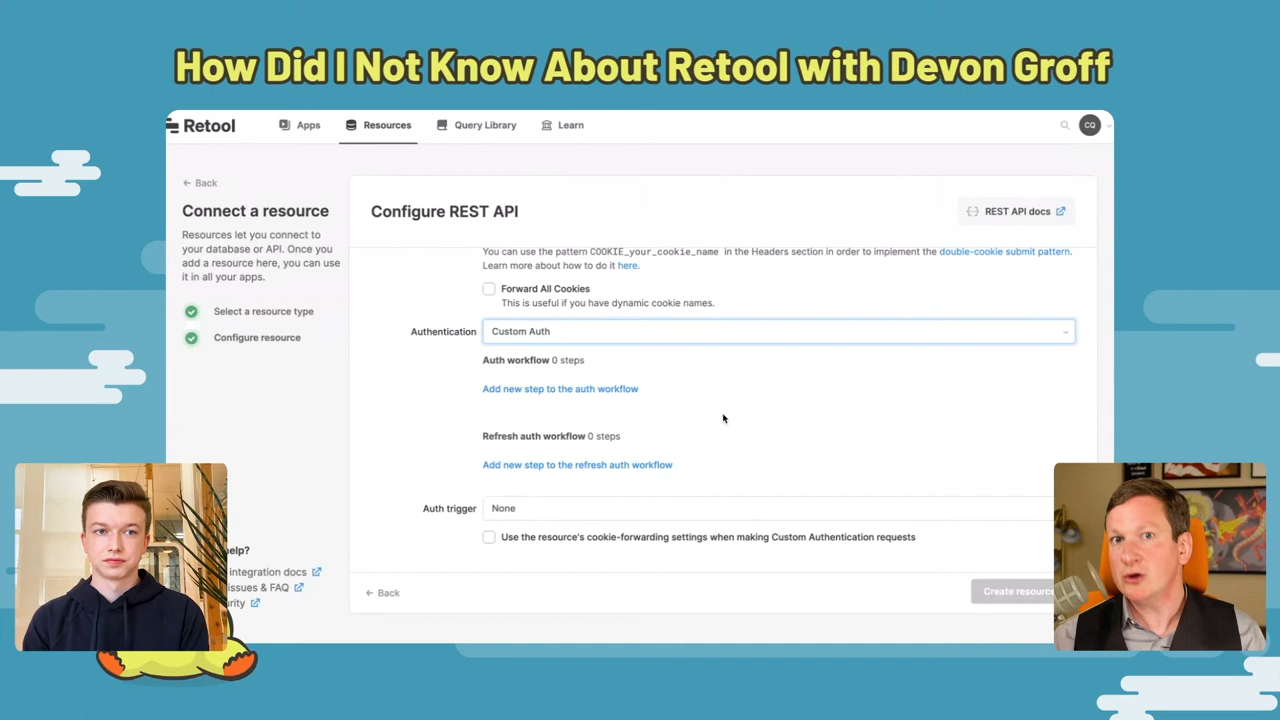 How Did I Not Know About Retool with Devon Groff
Retool
Apps
Resources
Query Library
Learn
CQ
← Back
Connect a resource
Resources let you connect to
your database or API. Once you
add a resource here, you can use
it in all your apps.
Select a resource type
Configure resource
Configure REST API
REST API docs
You can use the pattern COOKIE_your_cookie_name in the Headers section in order to implement the double-cookie submit pattern.
Learn more about how to do it here.
Forward All Cookies
This is useful if you have dynamic cookie names.
Authentication
Custom Auth
Auth workflow 0 steps
Add new step to the auth workflow
Refresh auth workflow 0 steps
Add new step to the refresh auth workflow
Auth trigger
None
Use the resource's cookie-forwarding settings when making Custom Authentication requests
help?
integration docs
issues & FAQ
← Back
Create resource